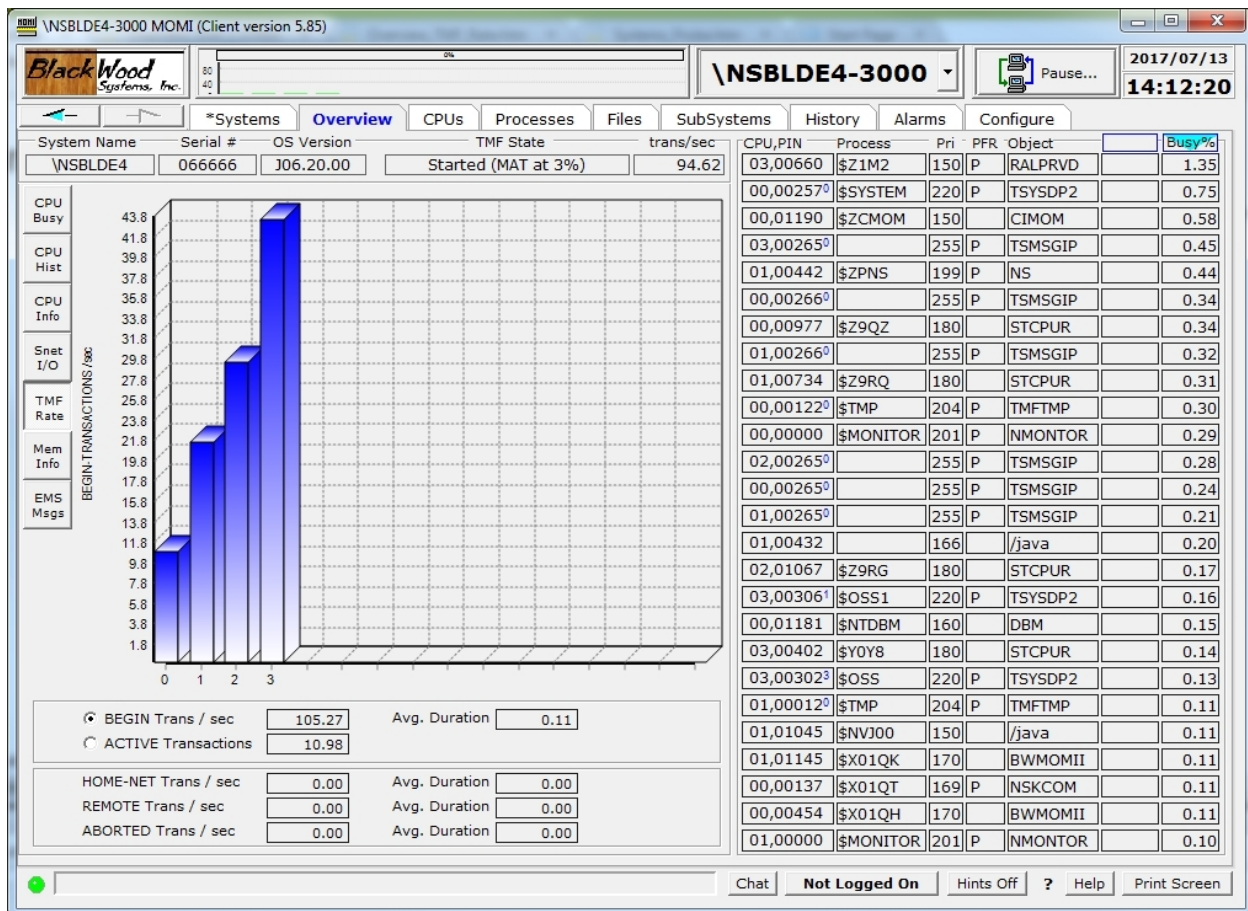 \NSBLDE4-3000 MOMI (Client version 5.85)
BlackWood
Systems, Inc.
80
40
0%
\NSBLDE4-3000
Pause...
2017/07/13
14:12:20
*Systems Overview CPUs Processes Files SubSystems History Alarms Configure
System Name Serial # OS Version TMF State trans/sec
\NSBLDE4 066666 J06.20.00 Started (MAT at 3%) 94.62
CPU Busy
CPU Hist
CPU Info
Snet I/O
TMF Rate
Mem Info
EMS Msgs
BEGIN-TRANSACTIONS /sec
43.8
41.8
39.8
37.8
35.8
33.8
31.8
29.8
27.8
25.8
23.8
21.8
19.8
17.8
15.8
13.8
11.8
9.8
7.8
5.8
3.8
1.8
0 1 2 3
BEGIN Trans / sec 105.27 Avg. Duration 0.11
ACTIVE Transactions 10.98
HOME-NET Trans / sec 0.00 Avg. Duration 0.00
REMOTE Trans / sec 0.00 Avg. Duration 0.00
ABORTED Trans / sec 0.00 Avg. Duration 0.00
CPU,PIN Process Pri PFR Object Busy%
03,00660 $Z1M2 150 P RALPRVD 1.35
00,00257⁰ $SYSTEM 220 P TSYSDP2 0.75
00,01190 $ZCMOM 150 CIMOM 0.58
03,00265⁰ 255 P TSMSGIP 0.45
01,00442 $ZPNS 199 P NS 0.44
00,00266⁰ 255 P TSMSGIP 0.34
00,00977 $Z9QZ 180 STCPUR 0.34
01,00266⁰ 255 P TSMSGIP 0.32
01,00734 $Z9RQ 180 STCPUR 0.31
00,00122⁰ $TMP 204 P TMFTMP 0.30
00,00000 $MONITOR 201 P NMONTOR 0.29
02,00265⁰ 255 P TSMSGIP 0.28
00,00265⁰ 255 P TSMSGIP 0.24
01,00265⁰ 255 P TSMSGIP 0.21
01,00432 166 /java 0.20
02,01067 $Z9RG 180 STCPUR 0.17
03,00306¹ $OSS1 220 P TSYSDP2 0.16
00,01181 $NTDBM 160 DBM 0.15
03,00402 $Y0Y8 180 STCPUR 0.14
03,00302³ $OSS 220 P TSYSDP2 0.13
01,00012⁰ $TMP 204 P TMFTMP 0.11
01,01045 $NVJ00 150 /java 0.11
01,01145 $X01QK 170 BWMOMII 0.11
00,00137 $X01QT 169 P NSKCOM 0.11
00,00454 $X01QH 170 BWMOMII 0.11
01,00000 $MONITOR 201 P NMONTOR 0.10
Chat Not Logged On Hints Off ? Help Print Screen